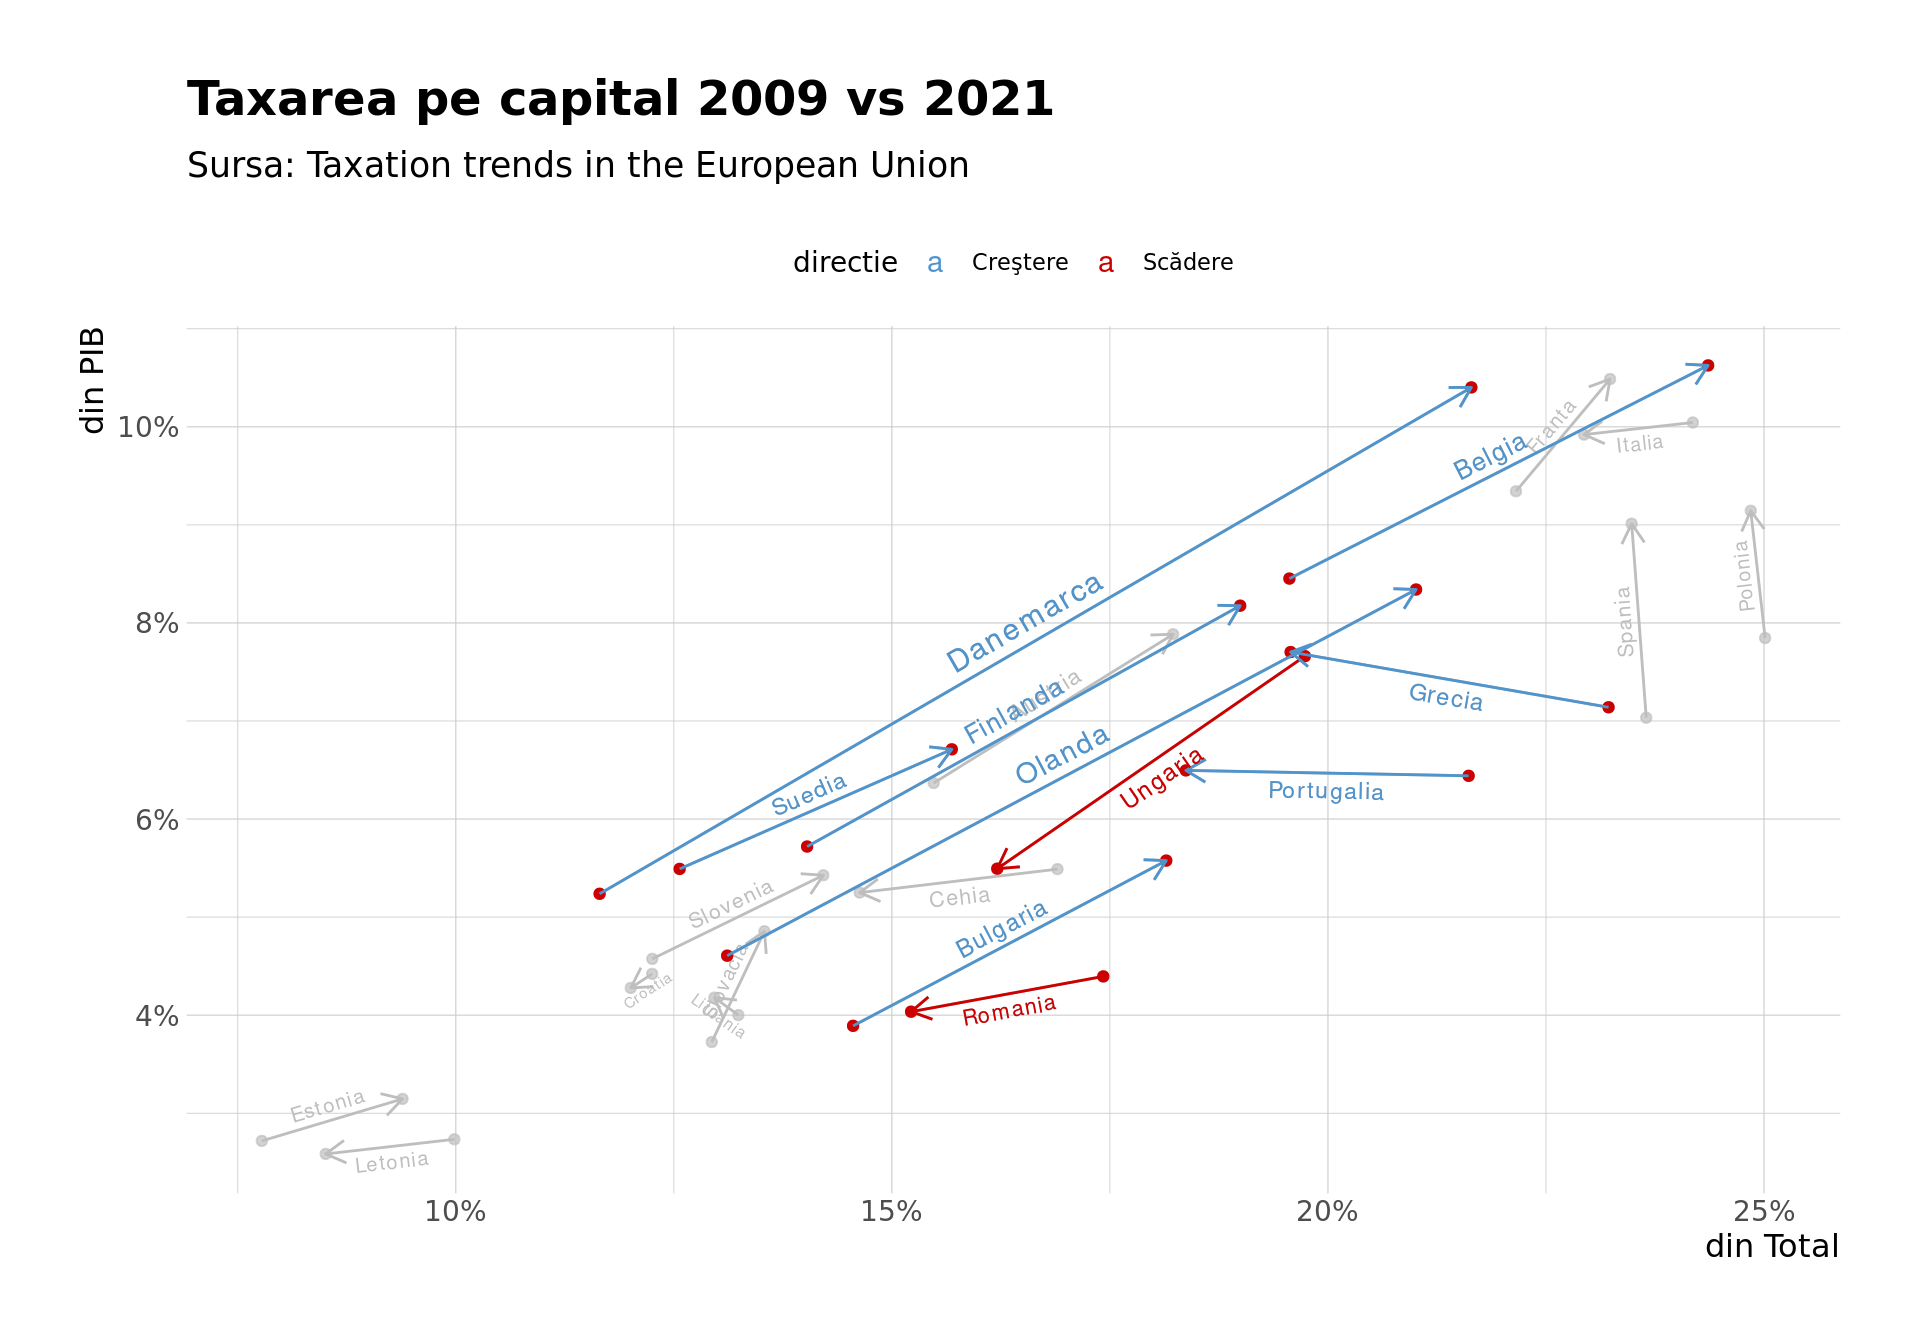 Taxarea pe capital 2009 vs 2021
Sursa: Taxation trends in the European Union
directie a Creştere a Scădere
din PIB
10%
8%
6%
4%
Danemarca
Belgia
Franta
Italia
Polonia
Spania
Finlanda
Austria
Olanda
Grecia
Suedia
Ungaria
Portugalia
Slovenia
Cehia
Bulgaria
Croatia
Slovacia
Lituania
Romania
Estonia
Letonia
10% 15% 20% 25%
din Total